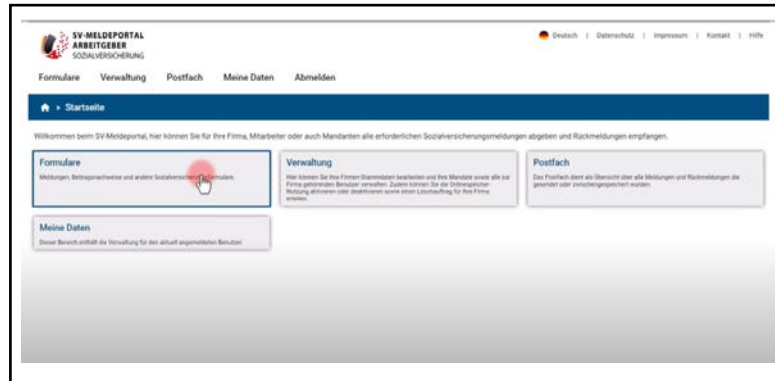 SV-MELDEPORTAL
ARBEITGEBER
SOZIALVERSICHERUNG
Deutsch | Datenschutz | Impressum | Kontakt | Hilfe
Formulare Verwaltung Postfach Meine Daten Abmelden
» Startseite
Willkommen beim SV-Meldeportal, hier können Sie für Ihre Firma, Mitarbeiter oder auch Mandanten alle erforderlichen Sozialversicherungsmeldungen abgeben und Rückmeldungen empfangen.
Formulare
Meldungen, Beitragsnachweise und andere
Verwaltung
Hier können Sie Ihre Firmen-Stammdaten bearbeiten und Ihre Mandate sowie alle zur
Firma gehörenden Benutzer verwalten. Zudem können Sie die Onlinespeicher-
Nutzung aktivieren oder deaktivieren sowie einen Löschauftrag für Ihre Firma
erteilen.
Postfach
Das Postfach dient als Übersicht über alle Meldungen und Rückmeldungen die
gesendet oder zwischengespeichert wurden.
Meine Daten
Dieser Bereich enthält die Verwaltung für den aktuell angemeldeten Benutzer